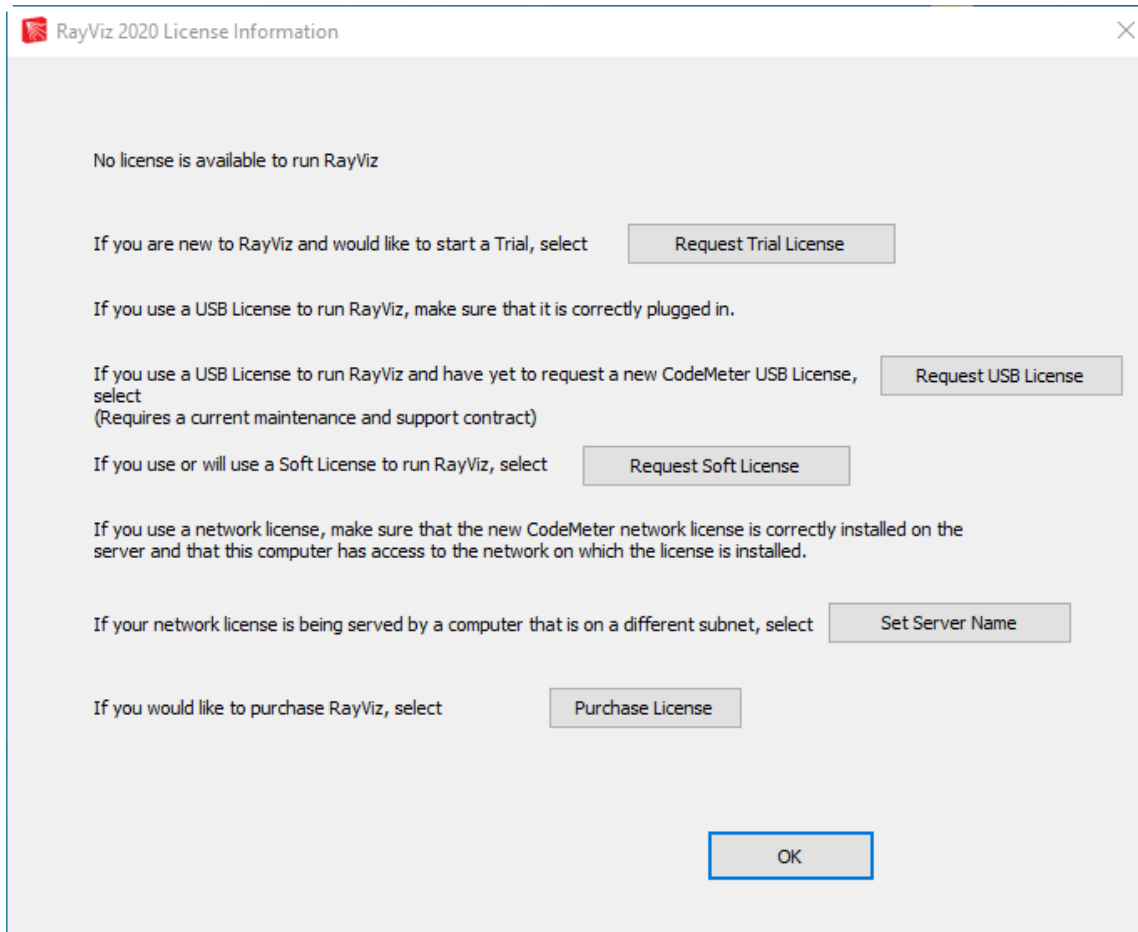 RayViz 2020 License Information
No license is available to run RayViz
If you are new to RayViz and would like to start a Trial, select Request Trial License
If you use a USB License to run RayViz, make sure that it is correctly plugged in.
If you use a USB License to run RayViz and have yet to request a new CodeMeter USB License, Request USB License
select
(Requires a current maintenance and support contract)
If you use or will use a Soft License to run RayViz, select Request Soft License
If you use a network license, make sure that the new CodeMeter network license is correctly installed on the
server and that this computer has access to the network on which the license is installed.
If your network license is being served by a computer that is on a different subnet, select Set Server Name
If you would like to purchase RayViz, select Purchase License
OK